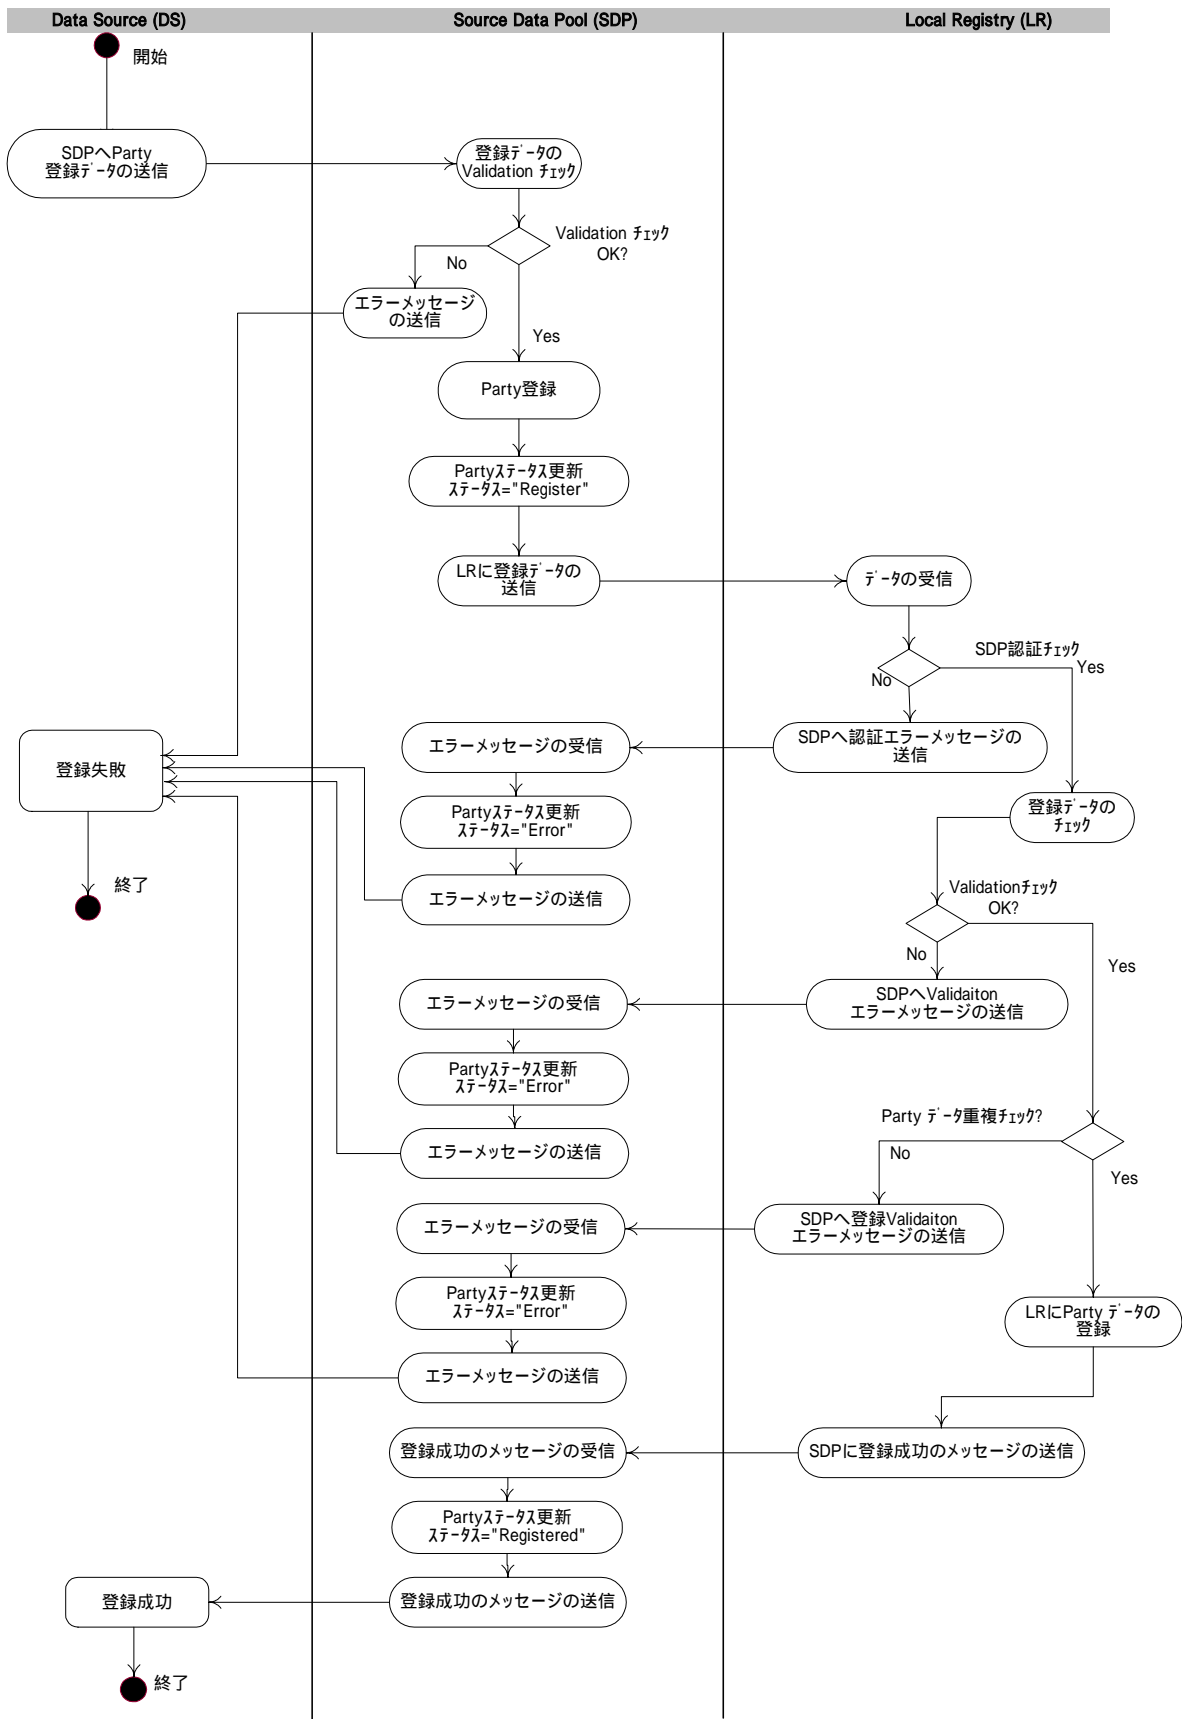 Data Source (DS)
Source Data Pool (SDP)
Local Registry (LR)
開始
SDPへParty
登録ﾃﾞｰﾀの送信
登録ﾃﾞｰﾀの
Validation ﾁｪｯｸ
Validation ﾁｪｯｸ
OK?
No
エラーメッセージ
の送信
Yes
Party登録
Partyｽﾃｰﾀｽ更新
ｽﾃｰﾀｽ="Register"
LRに登録ﾃﾞｰﾀの
送信
ﾃﾞｰﾀの受信
SDP認証ﾁｪｯｸ
Yes
No
SDPへ認証エラーメッセージの
送信
エラーメッセージの受信
登録失敗
Partyｽﾃｰﾀｽ更新
ｽﾃｰﾀｽ="Error"
登録ﾃﾞｰﾀの
ﾁｪｯｸ
エラーメッセージの送信
終了
Validationﾁｪｯｸ
OK?
No
Yes
SDPへValidaiton
エラーメッセージの送信
エラーメッセージの受信
Partyｽﾃｰﾀｽ更新
ｽﾃｰﾀｽ="Error"
Party ﾃﾞｰﾀ重複ﾁｪｯｸ?
エラーメッセージの送信
No
Yes
SDPへ登録Validaiton
エラーメッセージの送信
エラーメッセージの受信
Partyｽﾃｰﾀｽ更新
ｽﾃｰﾀｽ="Error"
LRにParty ﾃﾞｰﾀの
登録
エラーメッセージの送信
SDPに登録成功のメッセージの送信
登録成功のメッセージの受信
Partyｽﾃｰﾀｽ更新
ｽﾃｰﾀｽ="Registered"
登録成功のメッセージの送信
登録成功
終了